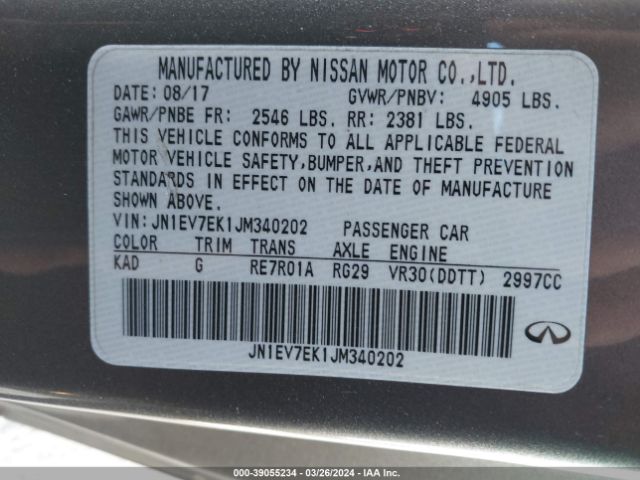 MANUFACTURED BY NISSAN MOTOR CO.,LTD.
DATE: 08/17 GVWR/PNBV: 4905 LBS.
GAWR/PNBE FR: 2546 LBS. RR: 2381 LBS.
THIS VEHICLE CONFORMS TO ALL APPLICABLE FEDERAL
MOTOR VEHICLE SAFETY,BUMPER,AND THEFT PREVENTION
STANDARDS IN EFFECT ON THE DATE OF MANUFACTURE
SHOWN ABOVE.
VIN:JN1EV7EK1JM340202 PASSENGER CAR
COLOR TRIM TRANS AXLE ENGINE
KAD G RE7R01A RG29 VR30(DDTT) 2997CC
JN1EV7EK1JM340202
000-39055234 - 03/26/2024 - IAA Inc.